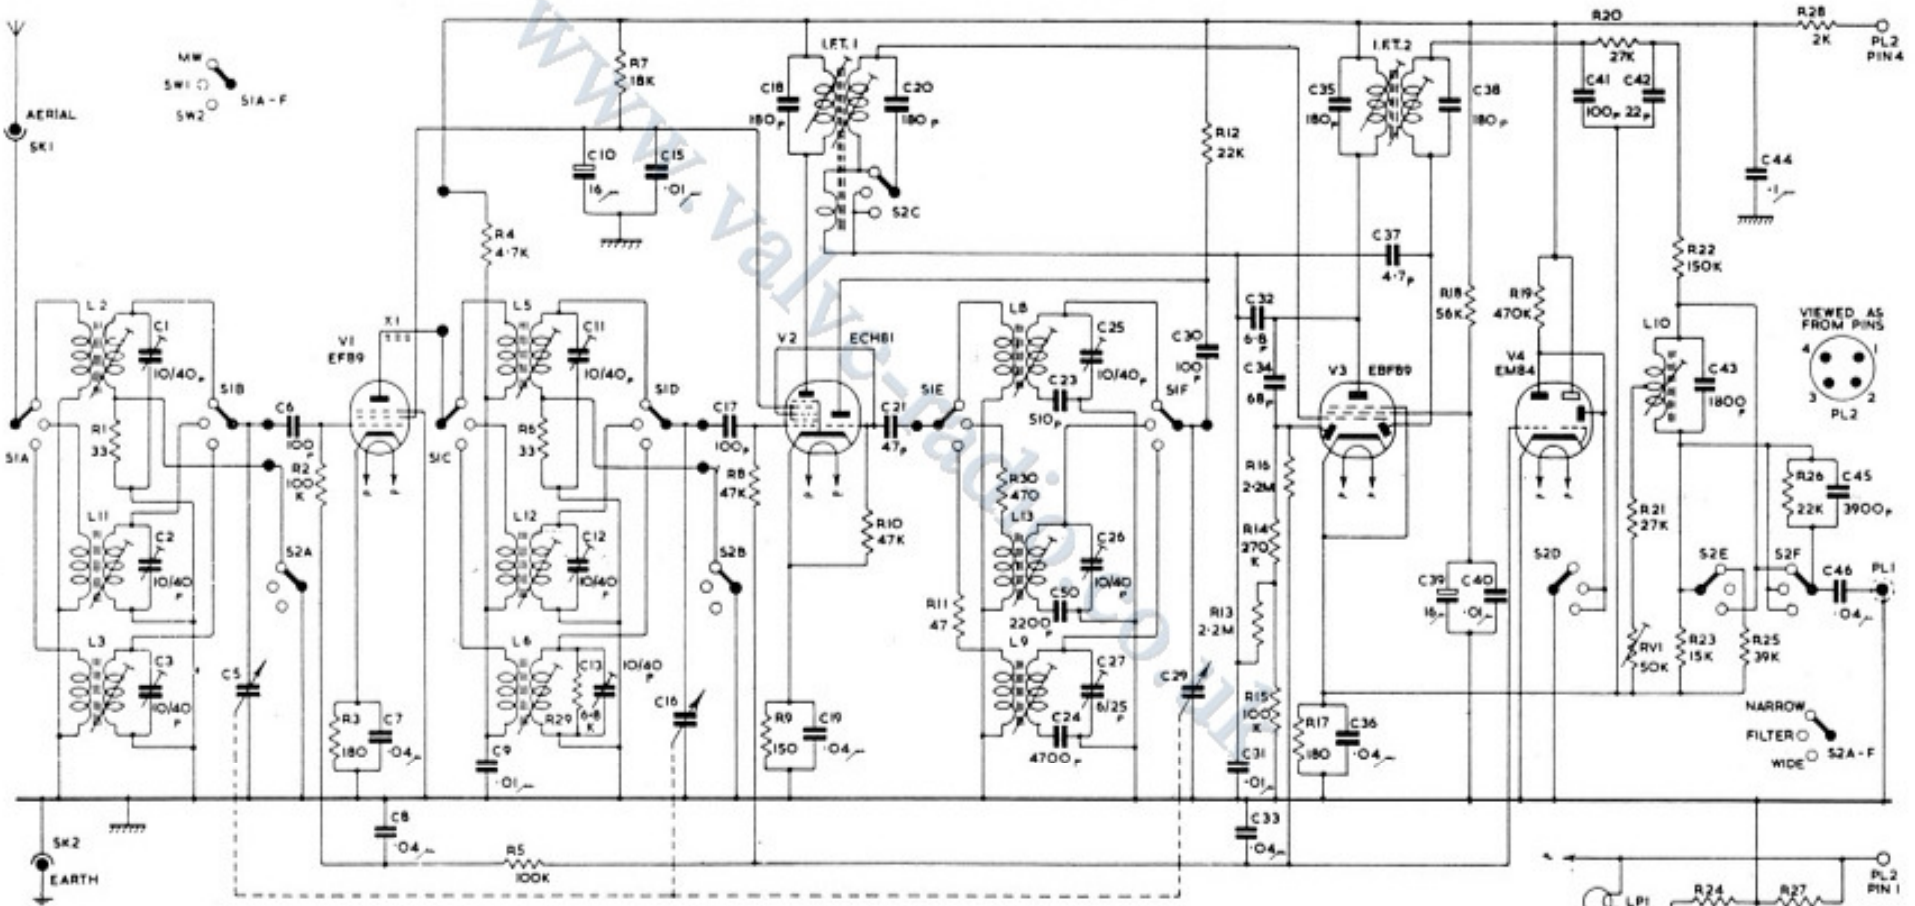 www.valve-radio.co.uk
AERIAL
SK1
MW
SW1
SW2
S1A-F
R7
18K
C10
16
C15
·01
I.F.T. 1
C18
180P
C20
180P
S2C
R12
22K
I.F.T. 2
C35
180P
C38
180P
C37
4·7P
C41
100P
C42
22P
R20
27K
R28
2K
PL2
PIN 4
C44
·1
R22
150K
R4
4·7K
L2
C1
10/40P
R1
33
S1A
S1B
L11
C2
10/40P
L3
C3
10/40P
C5
C6
100P
R2
100K
S2A
V1
EF89
X1
R3
180
C7
·04
C8
·04
R5
100K
SK2
EARTH
L5
C11
10/40P
R6
33
S1C
S1D
L12
C12
10/40P
L6
C13
10/40P
R29
6·8K
C9
·01
C16
C17
100P
R8
47K
S2B
V2
ECH81
R10
47K
R9
150
C19
·04
C21
47P
S1E
L8
C25
10/40P
C23
510P
S1F
R30
470
L13
C26
10/40P
C50
2200P
R11
47
L9
C27
6/25P
C24
4700P
C29
C30
100P
C32
6·8P
C34
68P
R16
2·2M
R14
270K
R13
2·2M
R15
100K
C31
·01
C33
·04
V3
EBF89
R17
180
C36
·04
R18
56K
C39
16
C40
·01
R19
470K
V4
EM84
S2D
L10
C43
1800P
R21
27K
RV1
50K
R23
15K
R25
39K
S2E
S2F
R26
22K
C45
3900P
C46
·04
PL1
VIEWED AS
FROM PINS
4
1
3
2
PL2
NARROW
FILTER
WIDE
S2A-F
PL2
PIN 1
LP1
R24
R27